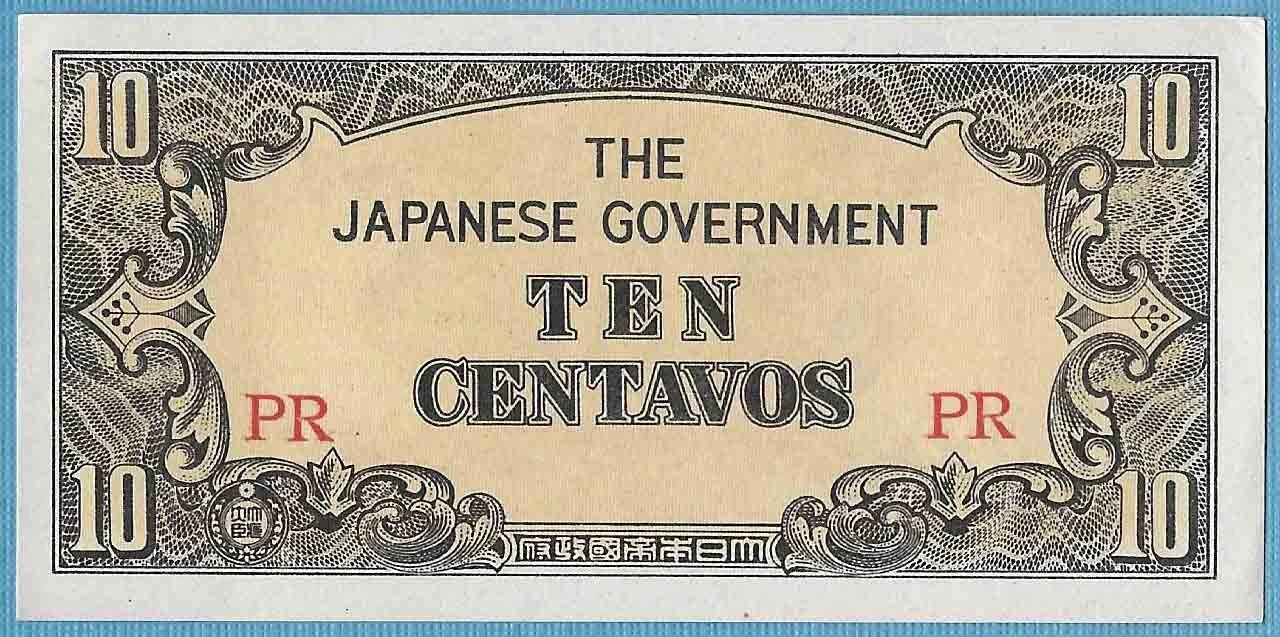 10 10
THE
JAPANESE GOVERNMENT
TEN
CENTAVOS
PR PR
10 10
大日本帝國政府